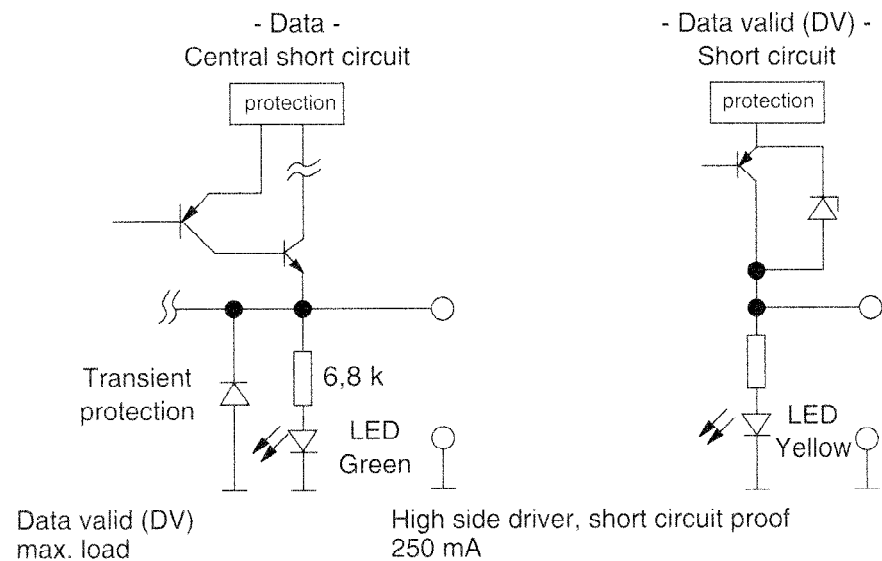 - Data -
Central short circuit
protection
- Data valid (DV) -
Short circuit
protection
Transient
protection
6,8 k
LED
Green
LED
Yellow
Data valid (DV)
max. load
High side driver, short circuit proof
250 mA